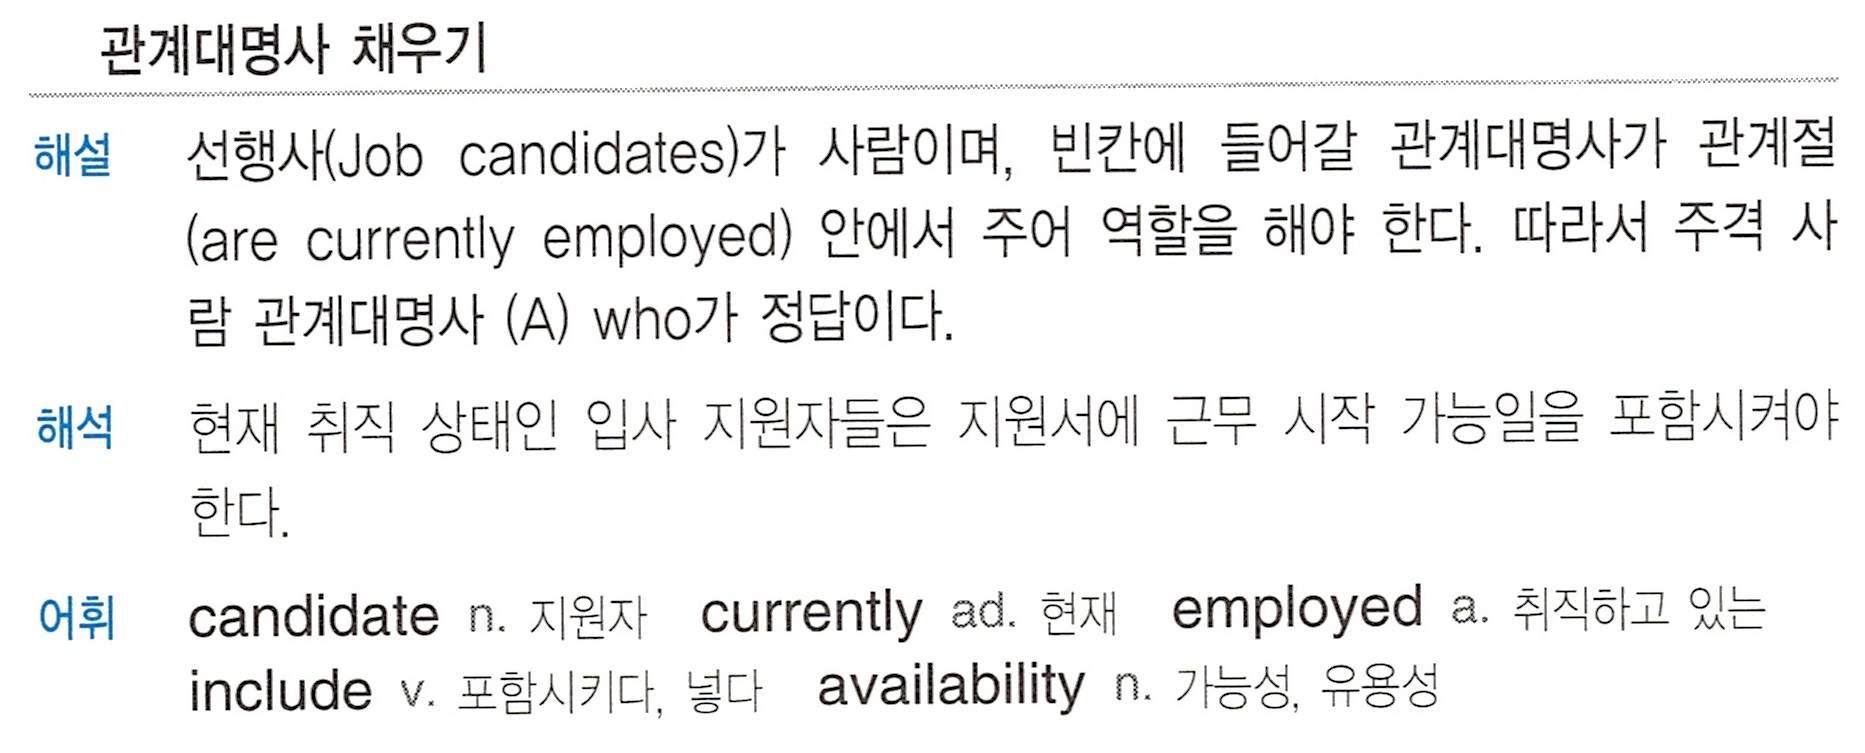 관계대명사 채우기
해설 선행사(Job candidates)가 사람이며, 빈칸에 들어갈 관계대명사가 관계절
(are currently employed) 안에서 주어 역할을 해야 한다. 따라서 주격 사
람 관계대명사 (A) who가 정답이다.
해석 현재 취직 상태인 입사 지원자들은 지원서에 근무 시작 가능일을 포함시켜야
한다.
어휘 candidate n. 지원자 currently ad. 현재 employed a. 취직하고 있는
include v. 포함시키다, 넣다 availability n. 가능성, 유용성